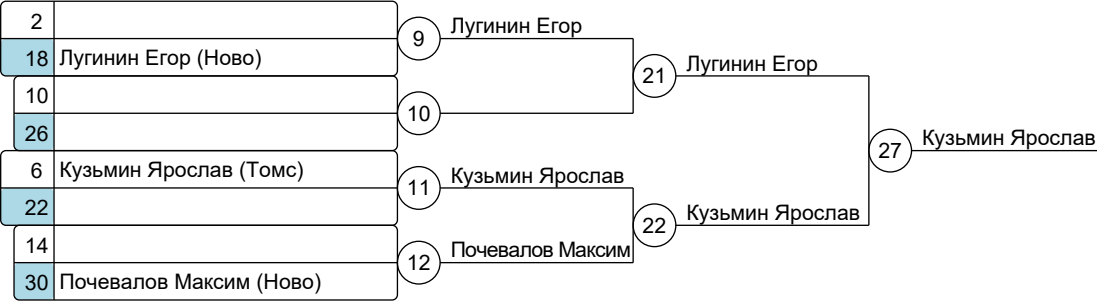 2
18 Лугинин Егор (Ново)
9
Лугинин Егор
10
26
10
21
Лугинин Егор
6 Кузьмин Ярослав (Томс)
22
11
Кузьмин Ярослав
14
30 Почевалов Максим (Ново)
12
Почевалов Максим
22
Кузьмин Ярослав
27
Кузьмин Ярослав